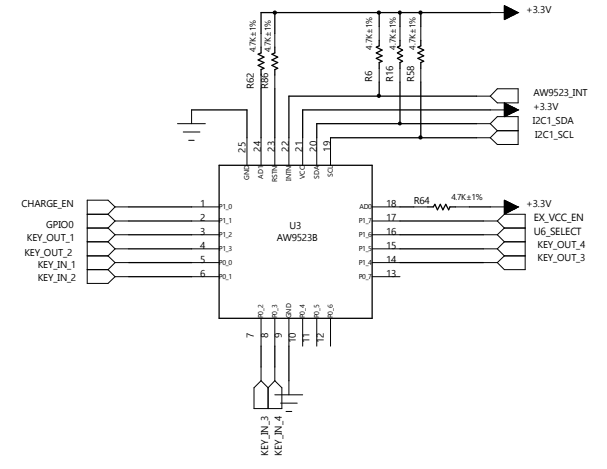 +3.3V
4.7K±1%
4.7K±1%
4.7K±1%
4.7K±1%
4.7K±1%
R62
R86
R6
R16
R58
AW9523_INT
+3.3V
I2C1_SDA
I2C1_SCL
25
24
23
22
21
20
19
GND
AD1
RSTN
INTN
VCC
SDA
SCL
CHARGE_EN
1
P1_0
GPIO0
2
P1_1
KEY_OUT_1
3
P1_2
KEY_OUT_2
4
P1_3
KEY_IN_1
5
P0_0
KEY_IN_2
6
P0_1
U3
AW9523B
AD0
18
R64
4.7K±1%
+3.3V
P1_7
17
EX_VCC_EN
P1_6
16
U6_SELECT
P1_5
15
KEY_OUT_4
P1_4
14
KEY_OUT_3
P0_7
13
P0_2
P0_3
GND
P0_4
P0_5
P0_6
7
8
9
10
11
12
KEY_IN_3
KEY_IN_4